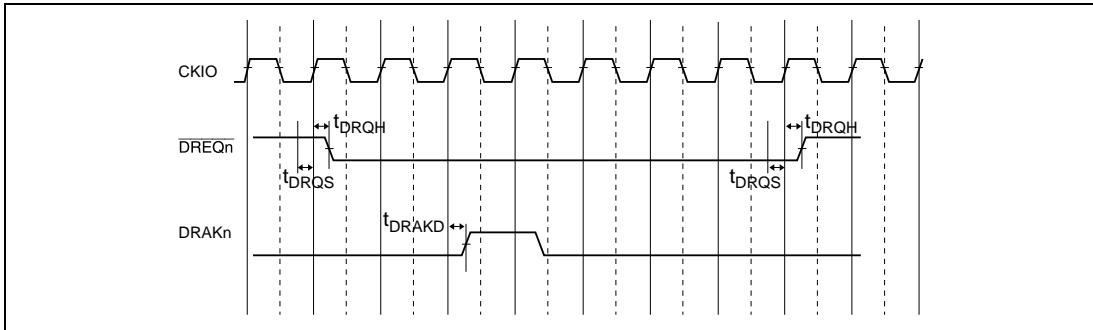 CKIO
tDRQH
tDRQH
DREQn
tDRQS
tDRQS
tDRAKD
DRAKn